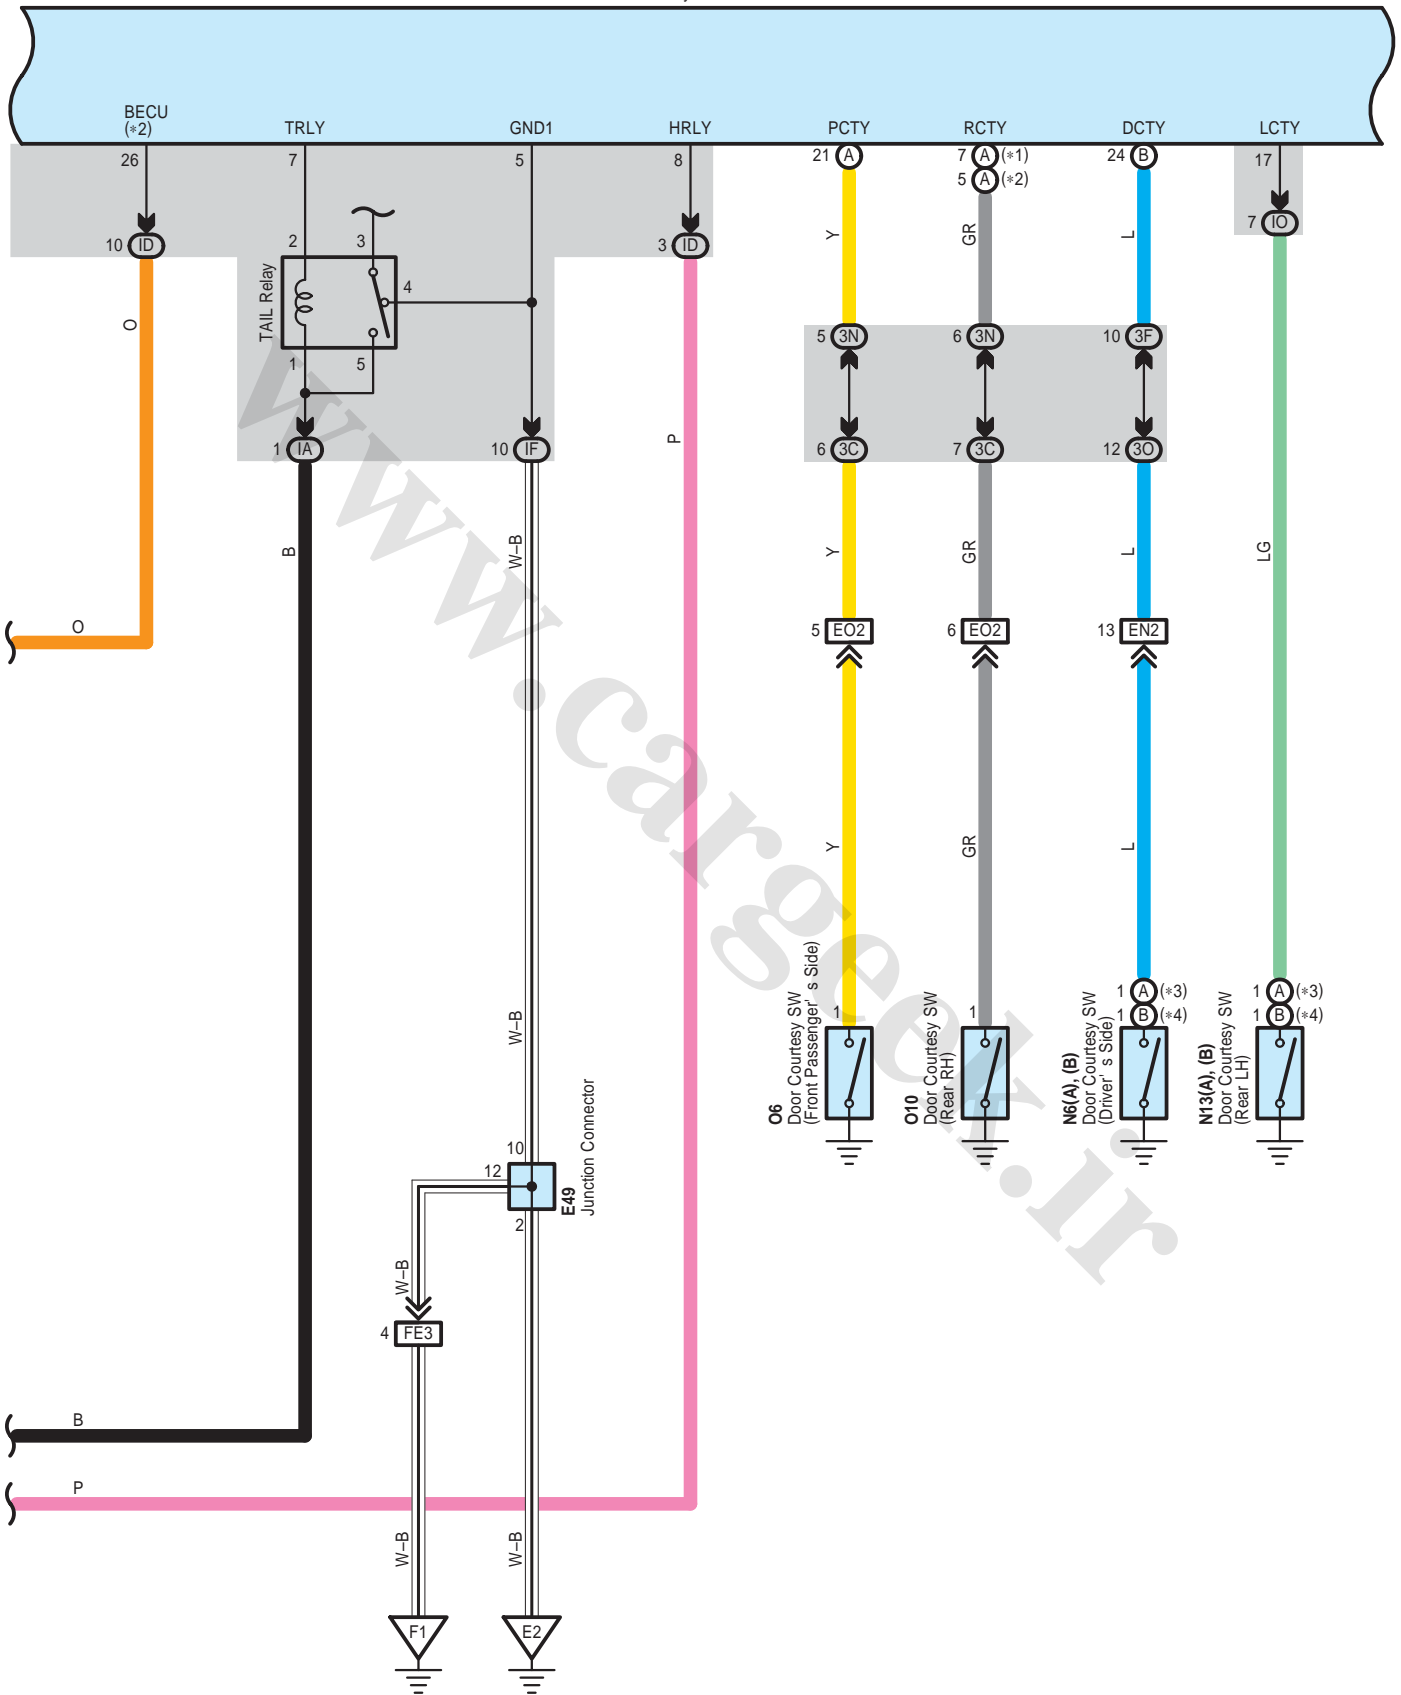 BECU
(*2)
TRLY
GND1
HRLY
PCTY
RCTY
DCTY
LCTY
26
7
5
8
21 A
7 A (*1)
5 A (*2)
24 B
17
10 ID
2
3
3 ID
7 IO
TAIL Relay
4
1
5
O
Y
GR
L
5 3N
6 3N
10 3F
1 IA
10 IF
P
6 3C
7 3C
12 3O
B
W–B
Y
GR
L
LG
O
5 EO2
6 EO2
13 EN2
Y
GR
L
W–B
1
1
1 A (*3)
1 B (*4)
1 A (*3)
1 B (*4)
O6
Door Courtesy SW
(Front Passenger' s Side)
O10
Door Courtesy SW
(Rear RH)
N6(A), (B)
Door Courtesy SW
(Driver' s Side)
N13(A), (B)
Door Courtesy SW
(Rear LH)
10
12
2
E49
Junction Connector
W–B
4 FE3
B
P
W–B
W–B
F1
E2
www.cargeek.ir